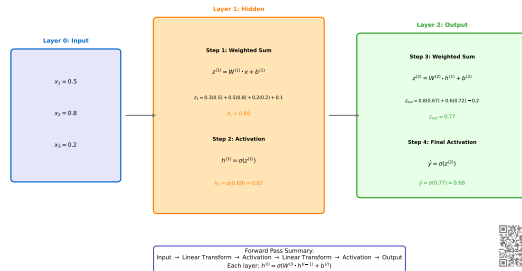 Layer 0: Input
x₁ = 0.5
x₂ = 0.8
x₃ = 0.2
Layer 1: Hidden
Step 1: Weighted Sum
z⁽¹⁾ = W⁽¹⁾ · x + b⁽¹⁾
z₁ = 0.3(0.5) + 0.5(0.8) + 0.2(0.2) + 0.1
z₁ = 0.69
Step 2: Activation
h⁽¹⁾ = σ(z⁽¹⁾)
h₁ = σ(0.69) = 0.67
Layer 2: Output
Step 3: Weighted Sum
z⁽²⁾ = W⁽²⁾ · h⁽¹⁾ + b⁽²⁾
zₒᵤₜ = 0.8(0.67) + 0.6(0.72) − 0.2
zₒᵤₜ = 0.77
Step 4: Final Activation
ŷ = σ(z⁽²⁾)
ŷ = σ(0.77) = 0.68
Forward Pass Summary:
Input → Linear Transform → Activation → Linear Transform → Activation → Output
Each layer: h⁽ˡ⁾ = σ(W⁽ˡ⁾ · h⁽ˡ⁻¹⁾ + b⁽ˡ⁾)